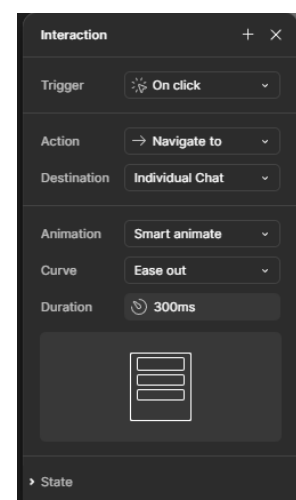 Interaction
Trigger On click
Action Navigate to
Destination Individual Chat
Animation Smart animate
Curve Ease out
Duration 300ms
State